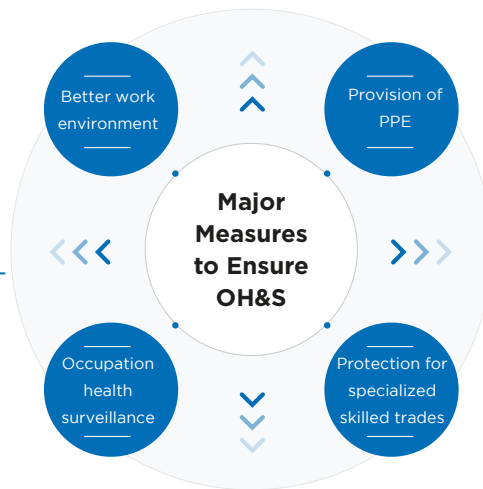 Better work
environment
Provision of
PPE
Major
Measures
to Ensure
OH&S
Occupation
health
surveillance
Protection for
specialized
skilled trades